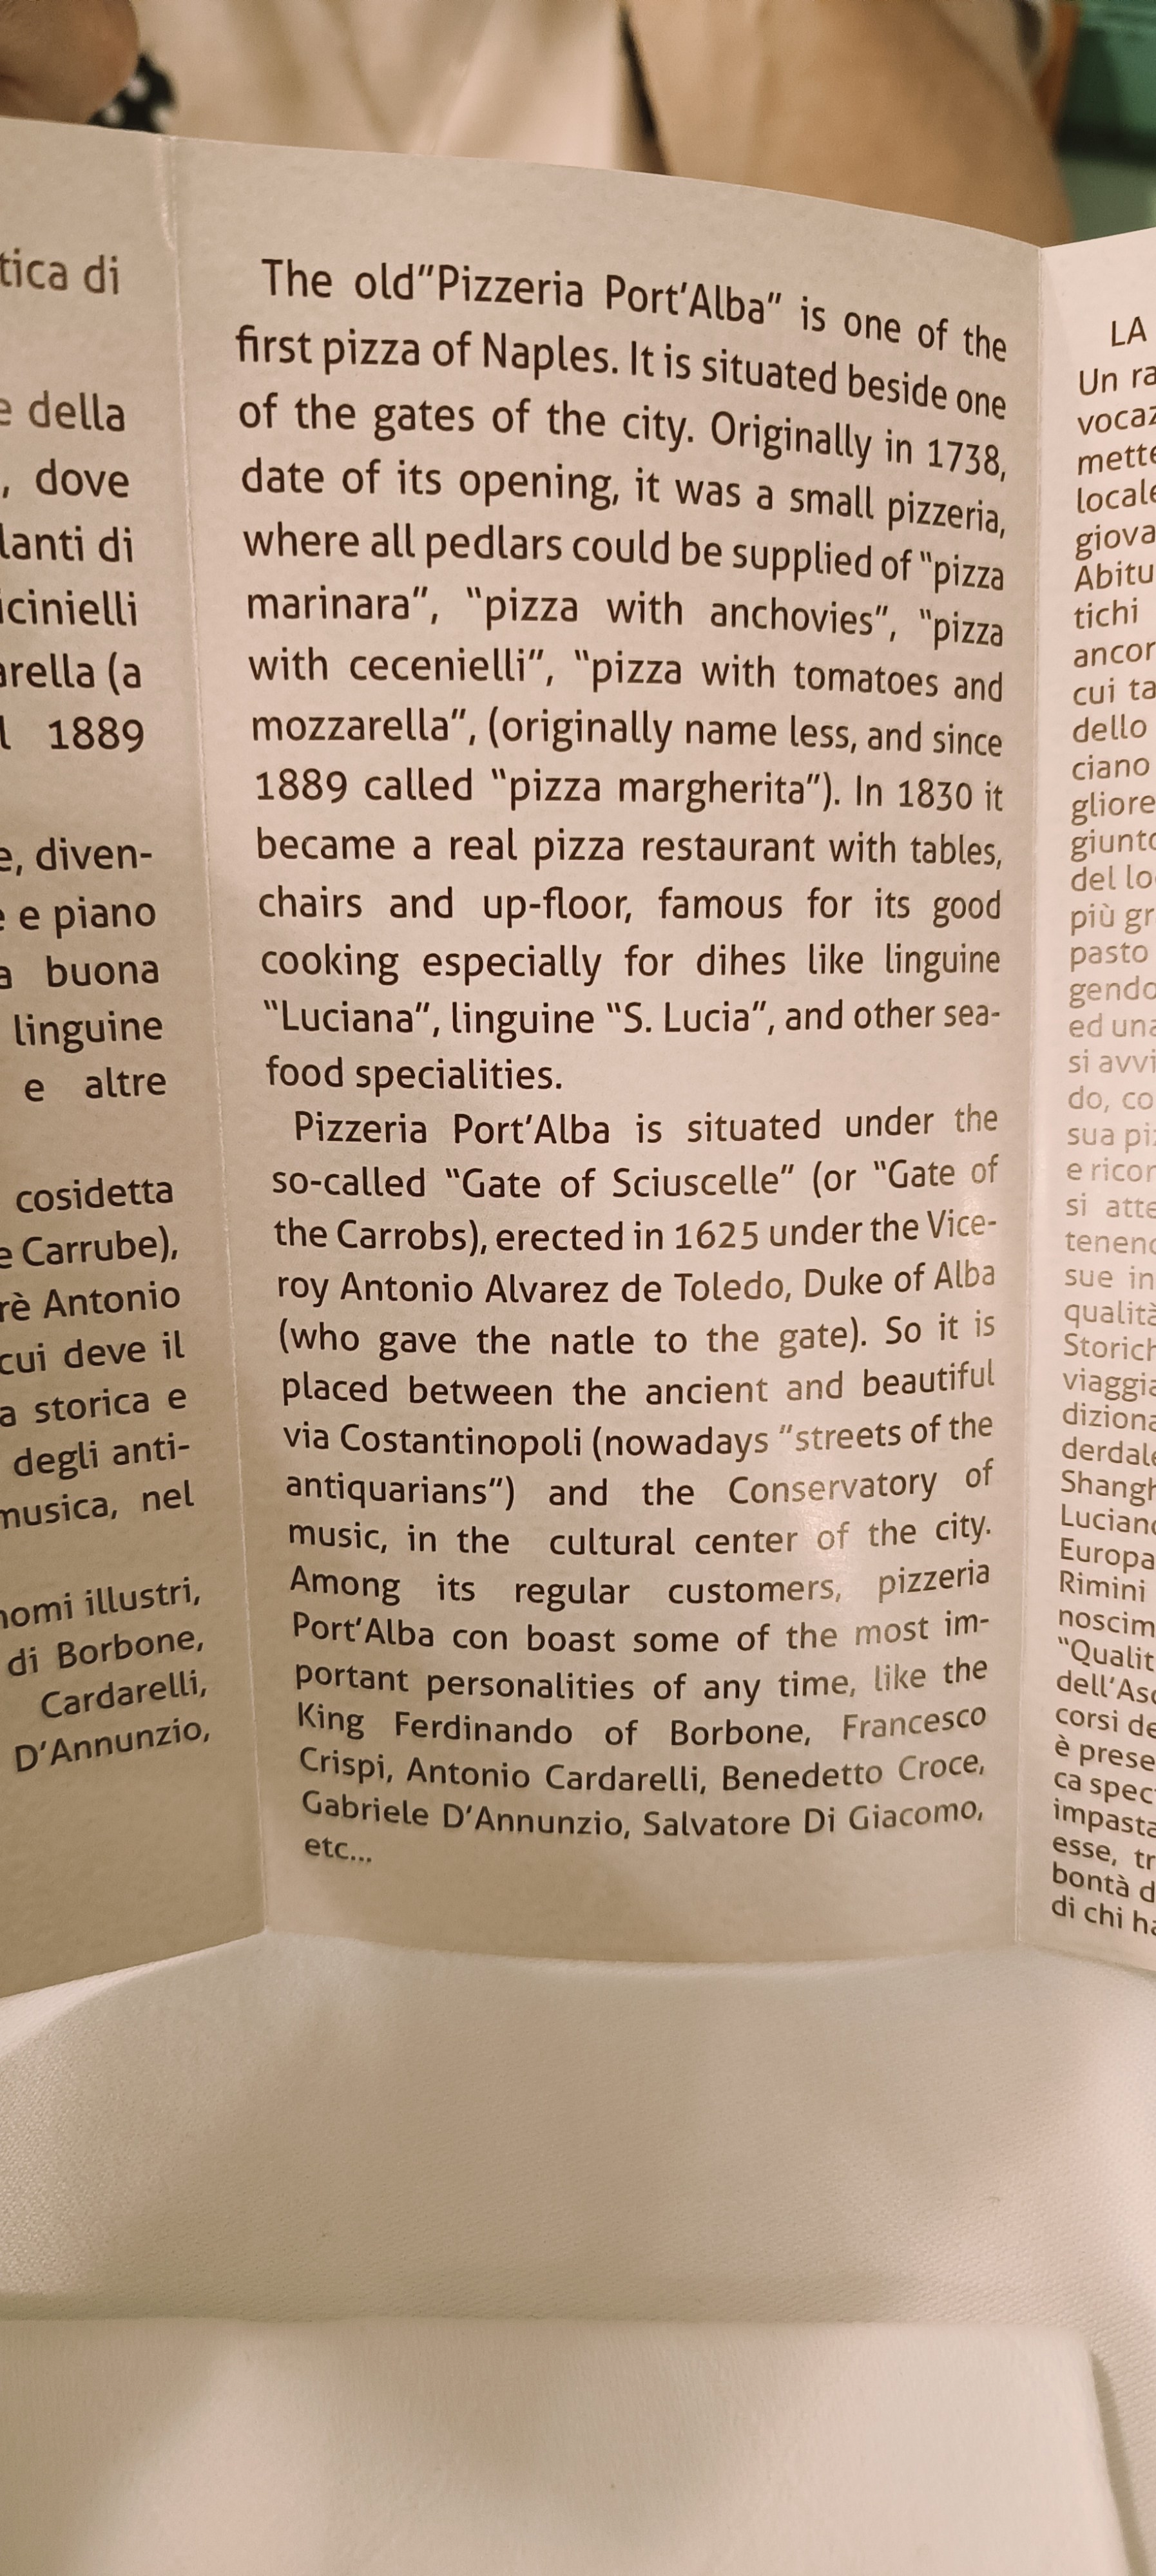 tica di
e della
, dove
lanti di
icinielli
arella (a
l 1889
e, diven-
e e piano
a buona
linguine
e altre
cosidetta
e Carrube),
rè Antonio
cui deve il
a storica e
degli anti-
musica, nel
nomi illustri,
di Borbone,
Cardarelli,
D'Annunzio,
The old"Pizzeria Port'Alba" is one of the
first pizza of Naples. It is situated beside one
of the gates of the city. Originally in 1738,
date of its opening, it was a small pizzeria,
where all pedlars could be supplied of "pizza
marinara", "pizza with anchovies", "pizza
with cecenielli", "pizza with tomatoes and
mozzarella", (originally name less, and since
1889 called "pizza margherita"). In 1830 it
became a real pizza restaurant with tables,
chairs and up-floor, famous for its good
cooking especially for dihes like linguine
"Luciana", linguine "S. Lucia", and other sea-
food specialities.
Pizzeria Port'Alba is situated under the
so-called "Gate of Sciuscelle" (or "Gate of
the Carrobs), erected in 1625 under the Vice-
roy Antonio Alvarez de Toledo, Duke of Alba
(who gave the natle to the gate). So it is
placed between the ancient and beautiful
via Costantinopoli (nowadays "streets of the
antiquarians") and the Conservatory of
music, in the cultural center of the city.
Among its regular customers, pizzeria
Port'Alba con boast some of the most im-
portant personalities of any time, like the
King Ferdinando of Borbone, Francesco
Crispi, Antonio Cardarelli, Benedetto Croce,
Gabriele D'Annunzio, Salvatore Di Giacomo,
etc...
LA
Un ra
vocaz
mette
locale
giova
Abitu
tichi
ancor
cui ta
dello
ciano
gliore
giunto
del lo
più gr
pasto
gendo
ed una
si avvi
do, co
sua piz
e ricon
si atte
tenend
sue in
qualità
Storich
viaggia
diziona
derdale
Shangh
Luciano
Europa
Rimini
noscim
"Qualit
dell'Aso
corsi de
è prese
ca spec
impasta
esse, tr
bontà d
di chi ha